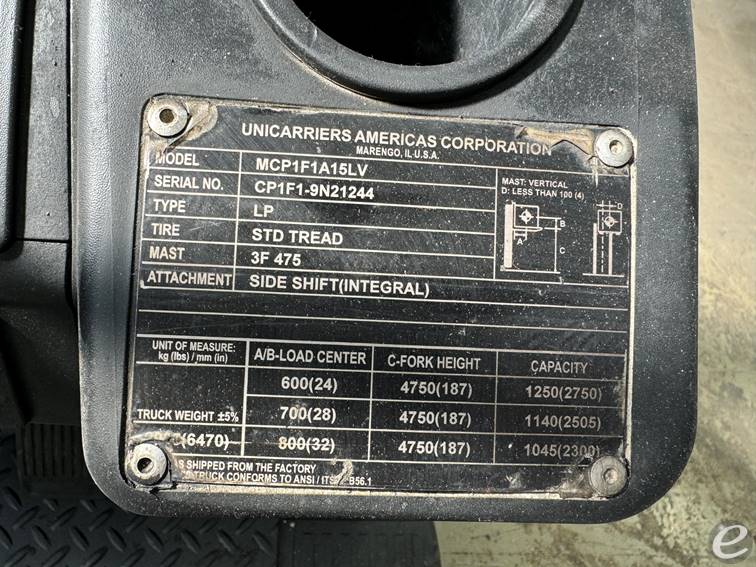 UNICARRIERS AMERICAS CORPORATION
MARENGO, IL U.S.A.
MODEL MCP1F1A15LV
SERIAL NO. CP1F1-9N21244
TYPE LP
TIRE STD TREAD
MAST 3F 475
ATTACHMENT SIDE SHIFT(INTEGRAL)
MAST: VERTICAL
D: LESS THAN 100 (4)
D
B
A
C
UNIT OF MEASURE:
kg (lbs) / mm (in)
A/B-LOAD CENTER C-FORK HEIGHT CAPACITY
600(24) 4750(187) 1250(2750)
TRUCK WEIGHT ±5% 700(28) 4750(187) 1140(2505)
(6470) 800(32) 4750(187) 1045(2300)
SHIPPED FROM THE FACTORY
TRUCK CONFORMS TO ANSI / B56.1
e